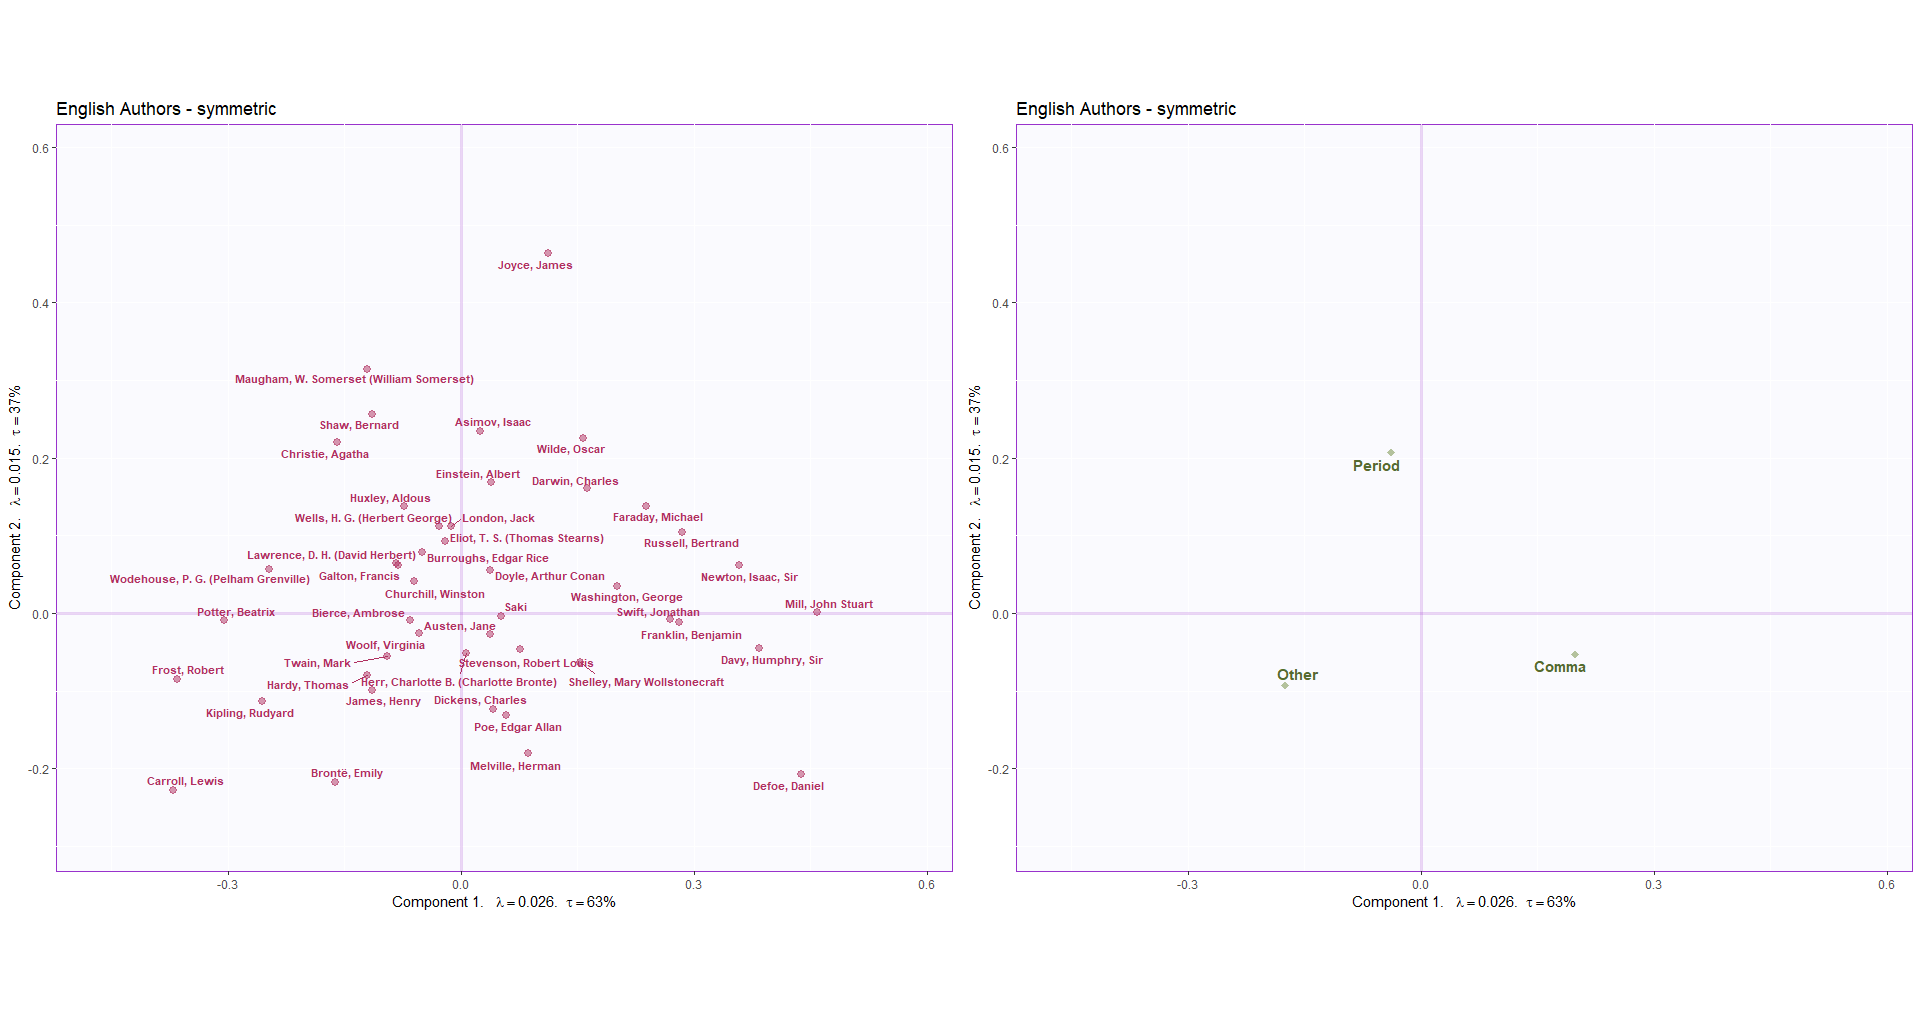 English Authors - symmetric
0.6
0.4
0.2
0.0
-0.2
Component 2. λ = 0.015. τ = 37%
Joyce, James
Maugham, W. Somerset (William Somerset)
Shaw, Bernard
Asimov, Isaac
Wilde, Oscar
Christie, Agatha
Einstein, Albert
Darwin, Charles
Huxley, Aldous
Wells, H. G. (Herbert George)
London, Jack
Faraday, Michael
Eliot, T. S. (Thomas Stearns)
Russell, Bertrand
Lawrence, D. H. (David Herbert)
Burroughs, Edgar Rice
Wodehouse, P. G. (Pelham Grenville)
Galton, Francis
Doyle, Arthur Conan
Newton, Isaac, Sir
Churchill, Winston
Washington, George
Mill, John Stuart
Saki
Potter, Beatrix
Bierce, Ambrose
Swift, Jonathan
Austen, Jane
Franklin, Benjamin
Woolf, Virginia
Twain, Mark
Stevenson, Robert Louis
Davy, Humphry, Sir
Frost, Robert
Hardy, Thomas
Herr, Charlotte B. (Charlotte Bronte)
Shelley, Mary Wollstonecraft
James, Henry
Dickens, Charles
Kipling, Rudyard
Poe, Edgar Allan
Melville, Herman
Brontë, Emily
Carroll, Lewis
Defoe, Daniel
-0.3
0.0
0.3
0.6
Component 1. λ = 0.026. τ = 63%
English Authors - symmetric
0.6
0.4
0.2
0.0
-0.2
Component 2. λ = 0.015. τ = 37%
Period
Comma
Other
-0.3
0.0
0.3
0.6
Component 1. λ = 0.026. τ = 63%